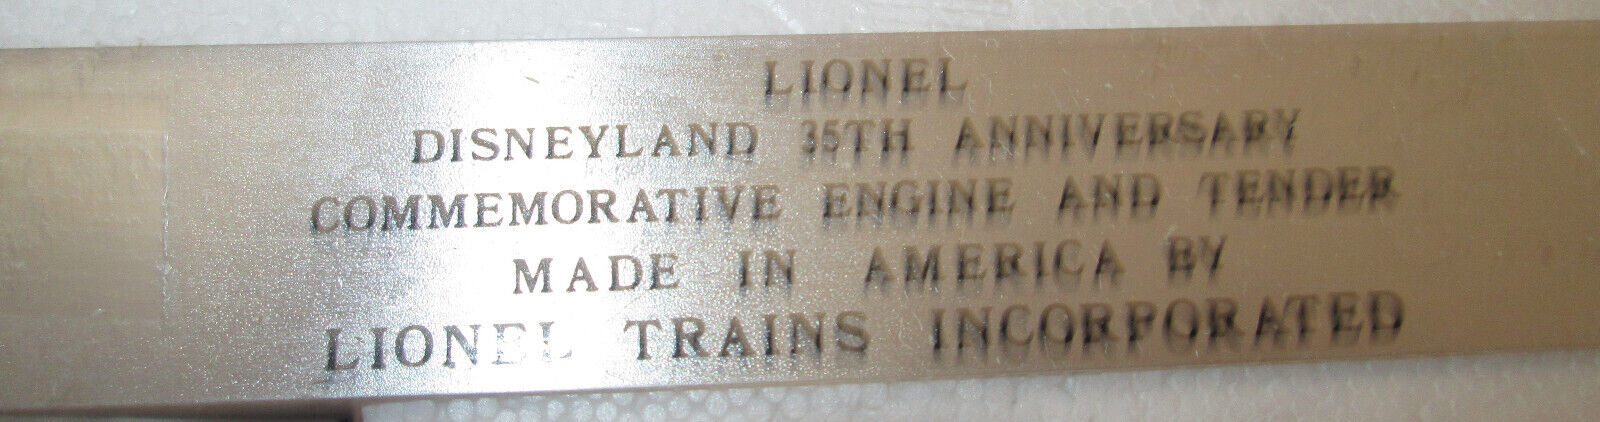 LIONEL
DISNEYLAND 35TH ANNIVERSARY
COMMEMORATIVE ENGINE AND TENDER
MADE IN AMERICA BY
LIONEL TRAINS INCORPORATED